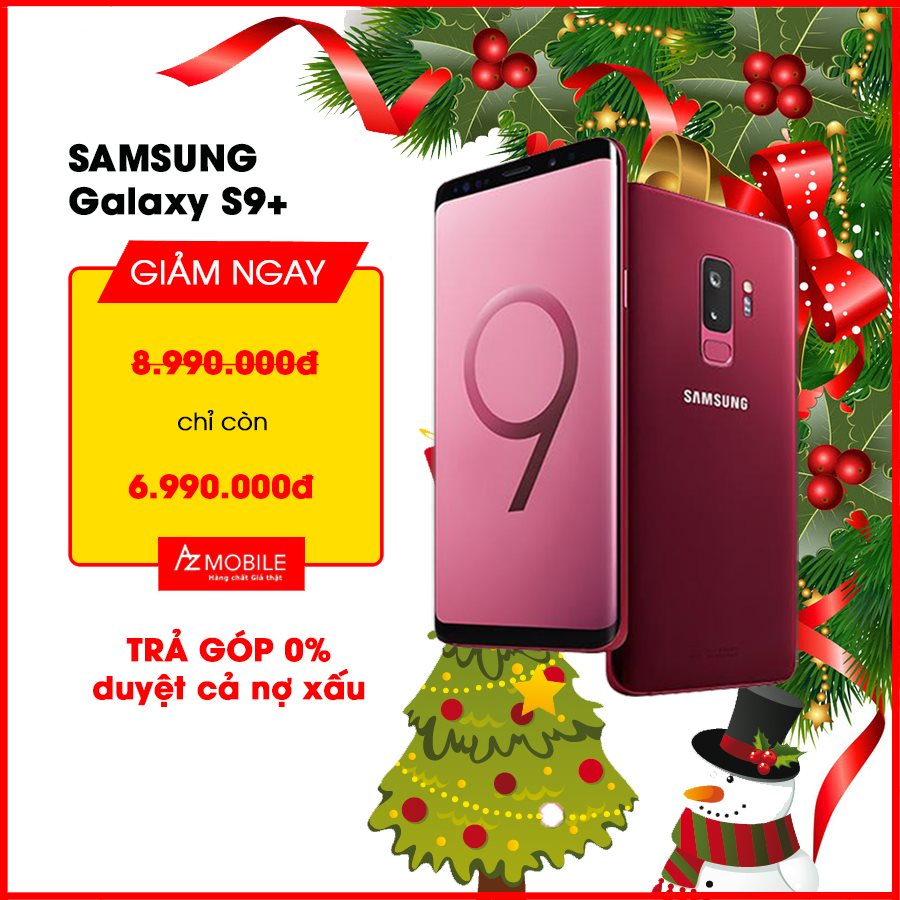 SAMSUNG
Galaxy S9+
GIẢM NGAY
8.990.000đ
chỉ còn
6.990.000đ
AZ MOBILE
Hàng chất Giá thật
TRẢ GÓP 0%
duyệt cả nợ xấu
9
SAMSUNG